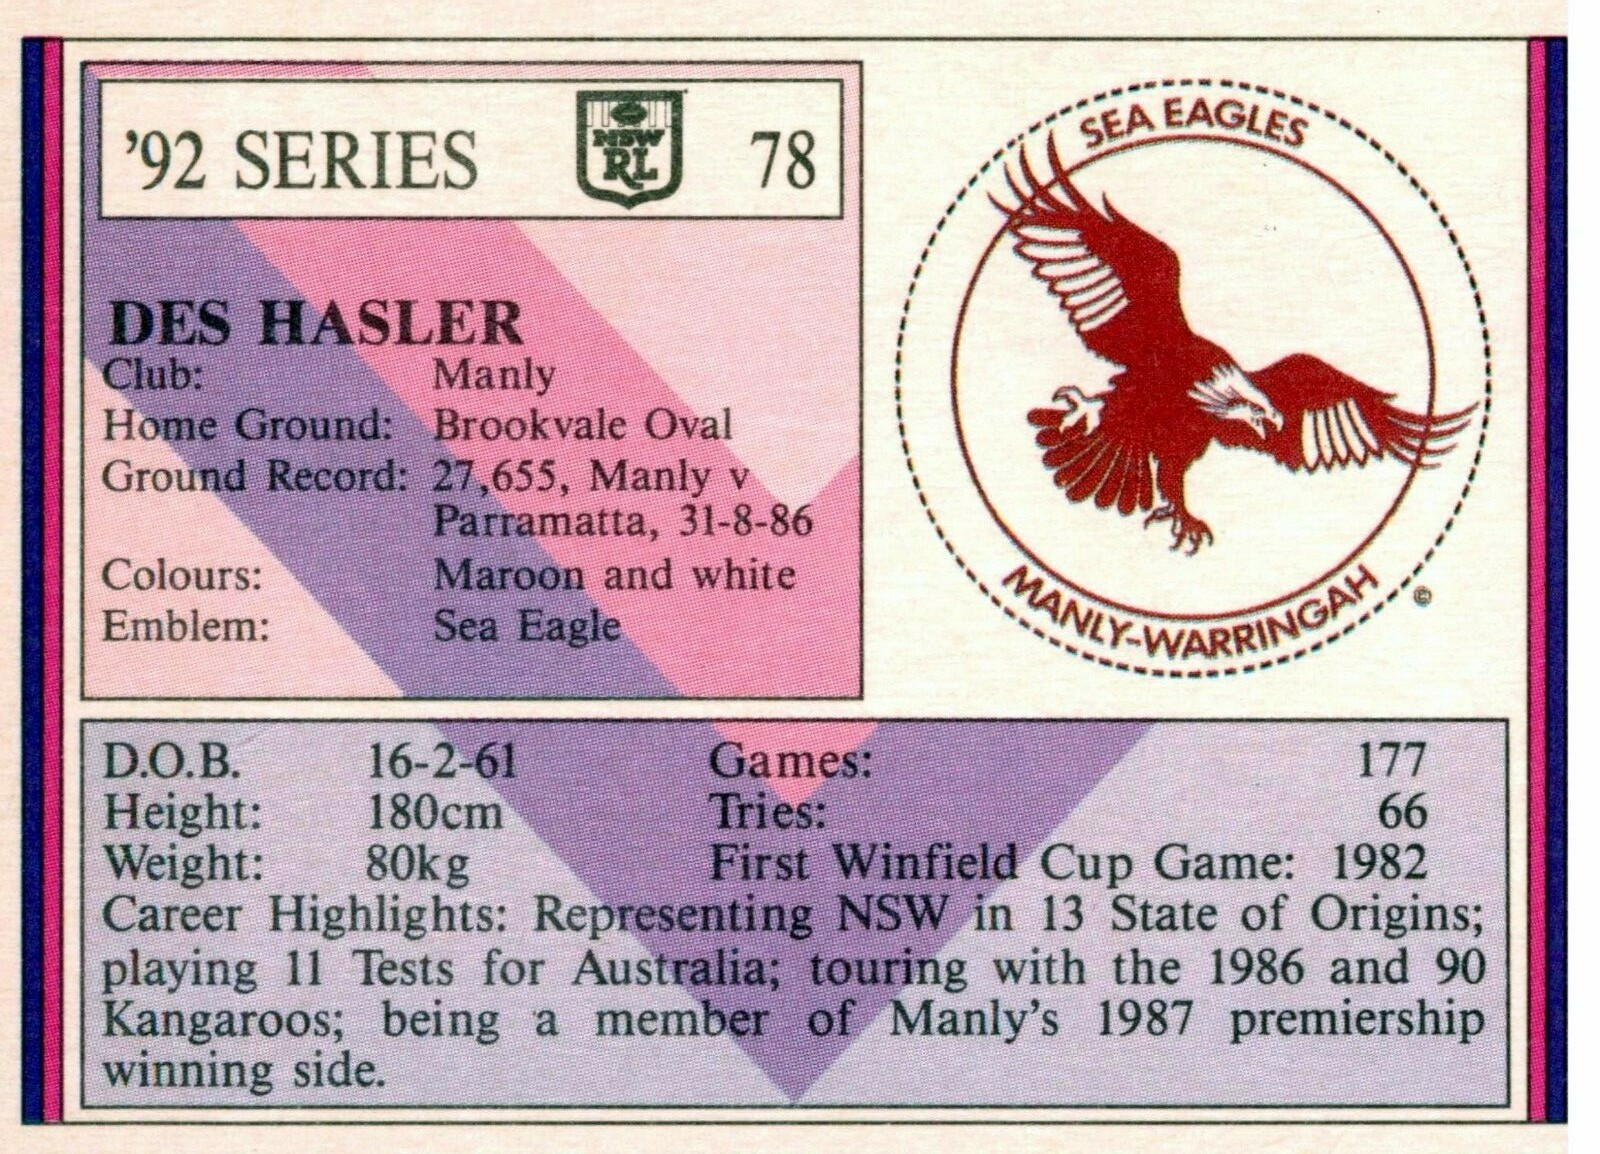 '92 SERIES NSW RL 78
SEA EAGLES
DES HASLER
Club: Manly
Home Ground: Brookvale Oval
Ground Record: 27,655, Manly v
Parramatta, 31-8-86
Colours: Maroon and white
Emblem: Sea Eagle
MANLY-WARRINGAH ©
D.O.B. 16-2-61 Games: 177
Height: 180cm Tries: 66
Weight: 80kg First Winfield Cup Game: 1982
Career Highlights: Representing NSW in 13 State of Origins;
playing 11 Tests for Australia; touring with the 1986 and 90
Kangaroos; being a member of Manly's 1987 premiership
winning side.